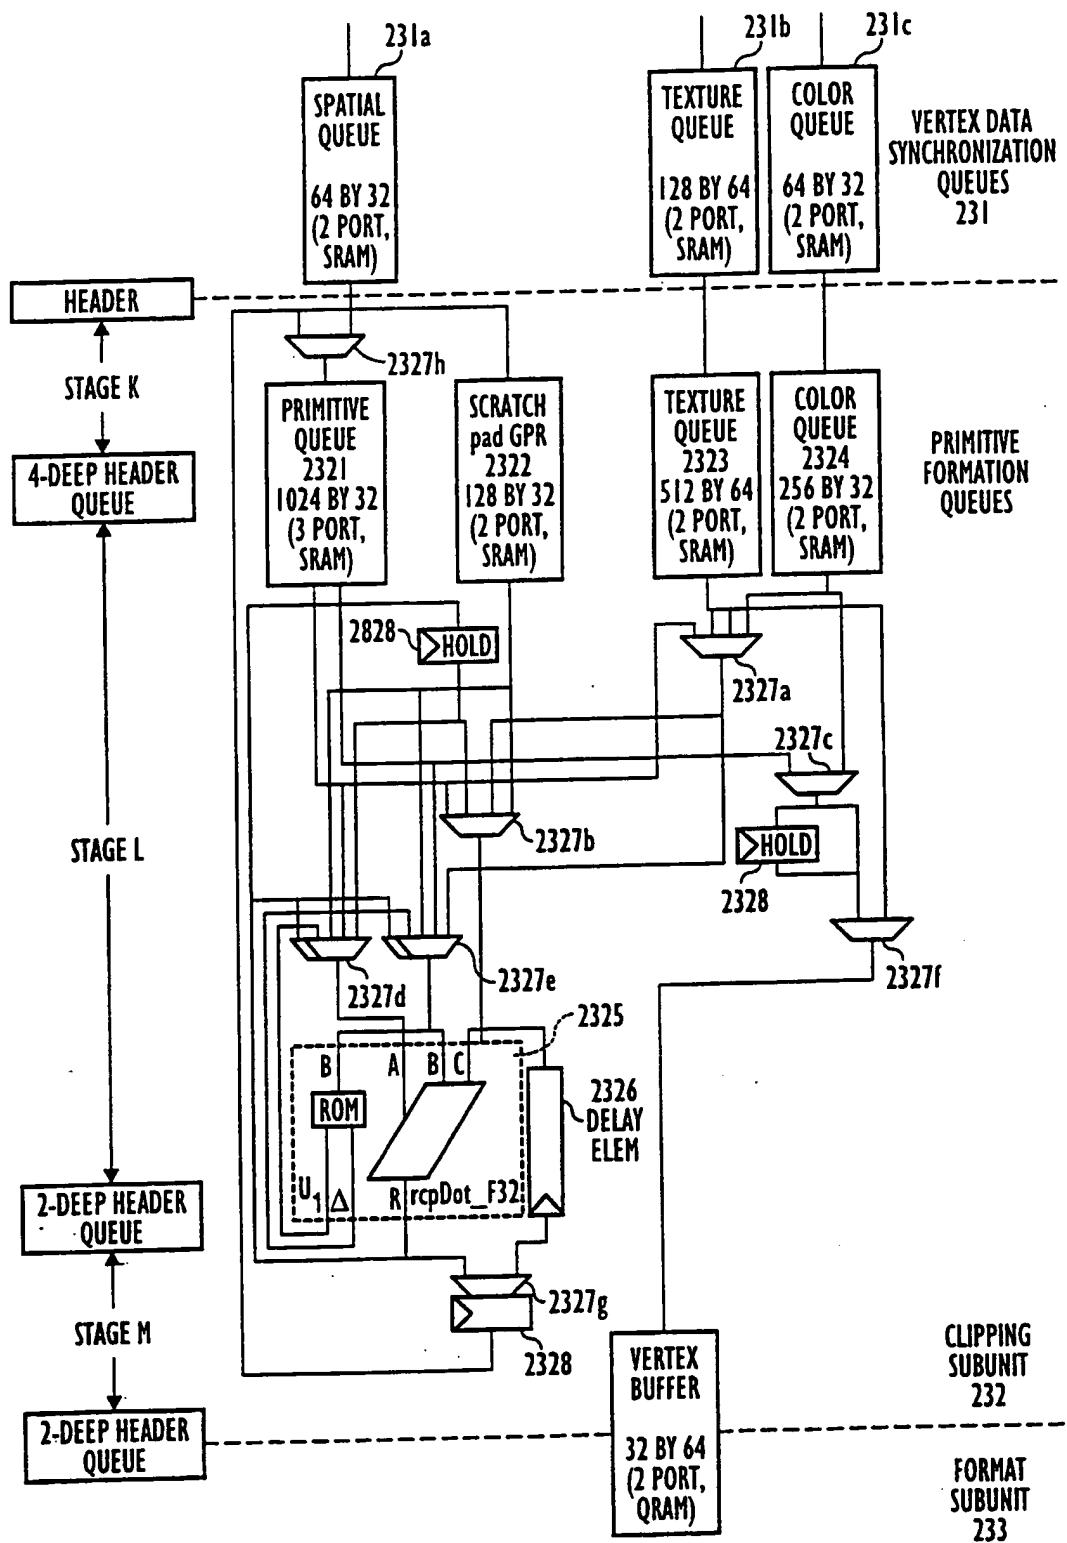 231a
231b
231c
SPATIAL
QUEUE
64 BY 32
(2 PORT,
SRAM)
TEXTURE
QUEUE
128 BY 64
(2 PORT,
SRAM)
COLOR
QUEUE
64 BY 32
(2 PORT,
SRAM)
VERTEX DATA
SYNCHRONIZATION
QUEUES
231
HEADER
STAGE K
4-DEEP HEADER
QUEUE
2327h
PRIMITIVE
QUEUE
2321
1024 BY 32
(3 PORT,
SRAM)
SCRATCH
pad GPR
2322
128 BY 32
(2 PORT,
SRAM)
TEXTURE
QUEUE
2323
512 BY 64
(2 PORT,
SRAM)
COLOR
QUEUE
2324
256 BY 32
(2 PORT,
SRAM)
PRIMITIVE
FORMATION
QUEUES
2828
HOLD
2327a
2327c
2327b
HOLD
2328
STAGE L
2327d
2327e
2327f
2325
B
A
B
C
ROM
2326
DELAY
ELEM
U1
Δ
R
rcpDot_F32
2-DEEP HEADER
QUEUE
2327g
2328
STAGE M
VERTEX
BUFFER
32 BY 64
(2 PORT,
QRAM)
CLIPPING
SUBUNIT
232
2-DEEP HEADER
QUEUE
FORMAT
SUBUNIT
233